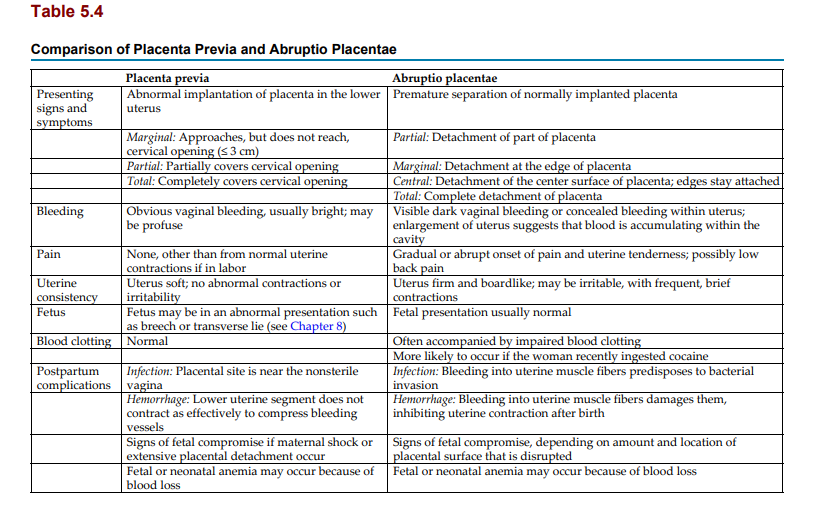 Table 5.4
Comparison of Placenta Previa and Abruptio Placentae
Placenta previa
Abruptio placentae
Presenting
signs and
symptoms
Abnormal implantation of placenta in the lower
uterus
Premature separation of normally implanted placenta
Marginal: Approaches, but does not reach,
cervical opening (≤ 3 cm)
Partial: Detachment of part of placenta
Partial: Partially covers cervical opening
Marginal: Detachment at the edge of placenta
Total: Completely covers cervical opening
Central: Detachment of the center surface of placenta; edges stay attached
Total: Complete detachment of placenta
Bleeding
Obvious vaginal bleeding, usually bright; may
be profuse
Visible dark vaginal bleeding or concealed bleeding within uterus;
enlargement of uterus suggests that blood is accumulating within the
cavity
Pain
None, other than from normal uterine
contractions if in labor
Gradual or abrupt onset of pain and uterine tenderness; possibly low
back pain
Uterine
consistency
Uterus soft; no abnormal contractions or
irritability
Uterus firm and boardlike; may be irritable, with frequent, brief
contractions
Fetus
Fetus may be in an abnormal presentation such
as breech or transverse lie (see Chapter 8)
Fetal presentation usually normal
Blood clotting
Normal
Often accompanied by impaired blood clotting
More likely to occur if the woman recently ingested cocaine
Postpartum
complications
Infection: Placental site is near the nonsterile
vagina
Infection: Bleeding into uterine muscle fibers predisposes to bacterial
invasion
Hemorrhage: Lower uterine segment does not
contract as effectively to compress bleeding
vessels
Hemorrhage: Bleeding into uterine muscle fibers damages them,
inhibiting uterine contraction after birth
Signs of fetal compromise if maternal shock or
extensive placental detachment occur
Signs of fetal compromise, depending on amount and location of
placental surface that is disrupted
Fetal or neonatal anemia may occur because of
blood loss
Fetal or neonatal anemia may occur because of blood loss